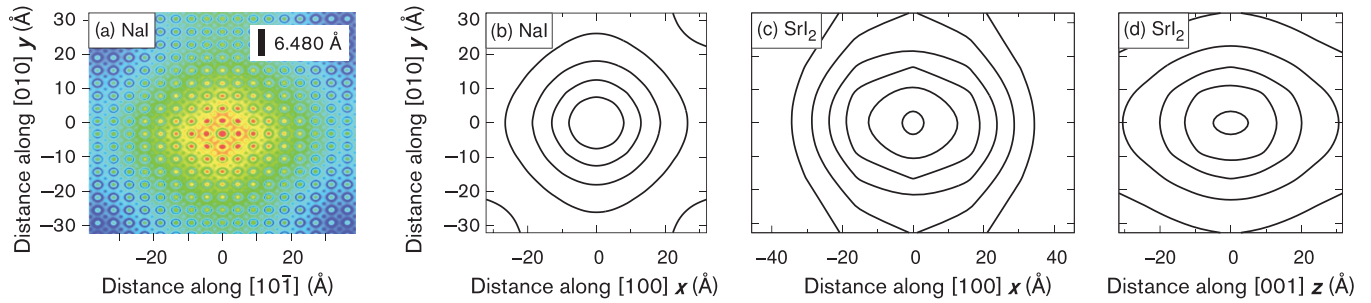 (a) NaI
6.480 Å
Distance along [010] y (Å)
30
20
10
0
−10
−20
−30
−20
0
20
Distance along [101̄] (Å)
(b) NaI
Distance along [010] y (Å)
30
20
10
0
−10
−20
−30
−20
0
20
Distance along [100] x (Å)
(c) SrI₂
−40
−20
0
20
40
Distance along [100] x (Å)
(d) SrI₂
−20
0
20
Distance along [001] z (Å)